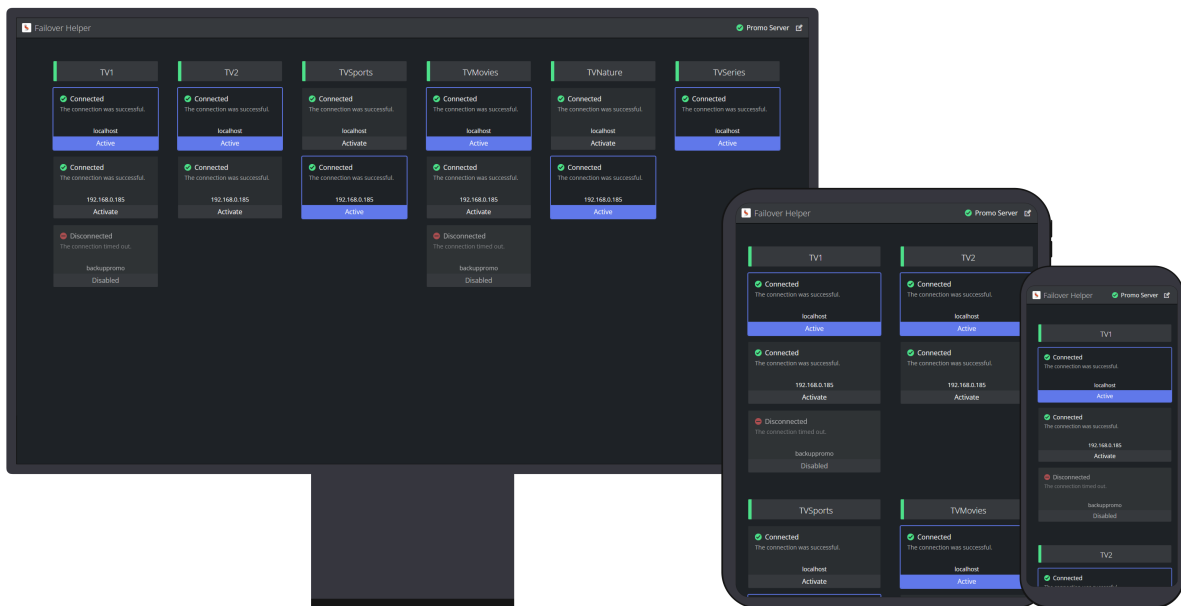 Failover Helper
Promo Server
TV1
TV2
TVSports
TVMovies
TVNature
TVSeries
Connected
The connection was successful.
localhost
Active
Connected
The connection was successful.
localhost
Active
Connected
The connection was successful.
localhost
Activate
Connected
The connection was successful.
localhost
Active
Connected
The connection was successful.
localhost
Activate
Connected
The connection was successful.
localhost
Active
Connected
The connection was successful.
192.168.0.185
Activate
Connected
The connection was successful.
192.168.0.185
Activate
Connected
The connection was successful.
192.168.0.185
Active
Connected
The connection was successful.
192.168.0.185
Activate
Connected
The connection was successful.
192.168.0.185
Active
Disconnected
The connection timed out.
backuppromo
Disabled
Disconnected
The connection timed out.
backuppromo
Disabled
Failover Helper
Promo Server
TV1
TV2
Connected
The connection was successful.
localhost
Active
Connected
The connection was successful.
localhost
Active
Connected
The connection was successful.
192.168.0.185
Activate
Connected
The connection was successful.
192.168.0.185
Activate
Disconnected
The connection timed out.
backuppromo
Disabled
TVSports
TVMovies
Connected
The connection was successful.
localhost
Activate
Connected
The connection was successful.
localhost
Active
Failover Helper
Promo Server
TV1
Connected
The connection was successful.
localhost
Active
Connected
The connection was successful.
192.168.0.185
Activate
Disconnected
The connection timed out.
backuppromo
Disabled
TV2
Connected